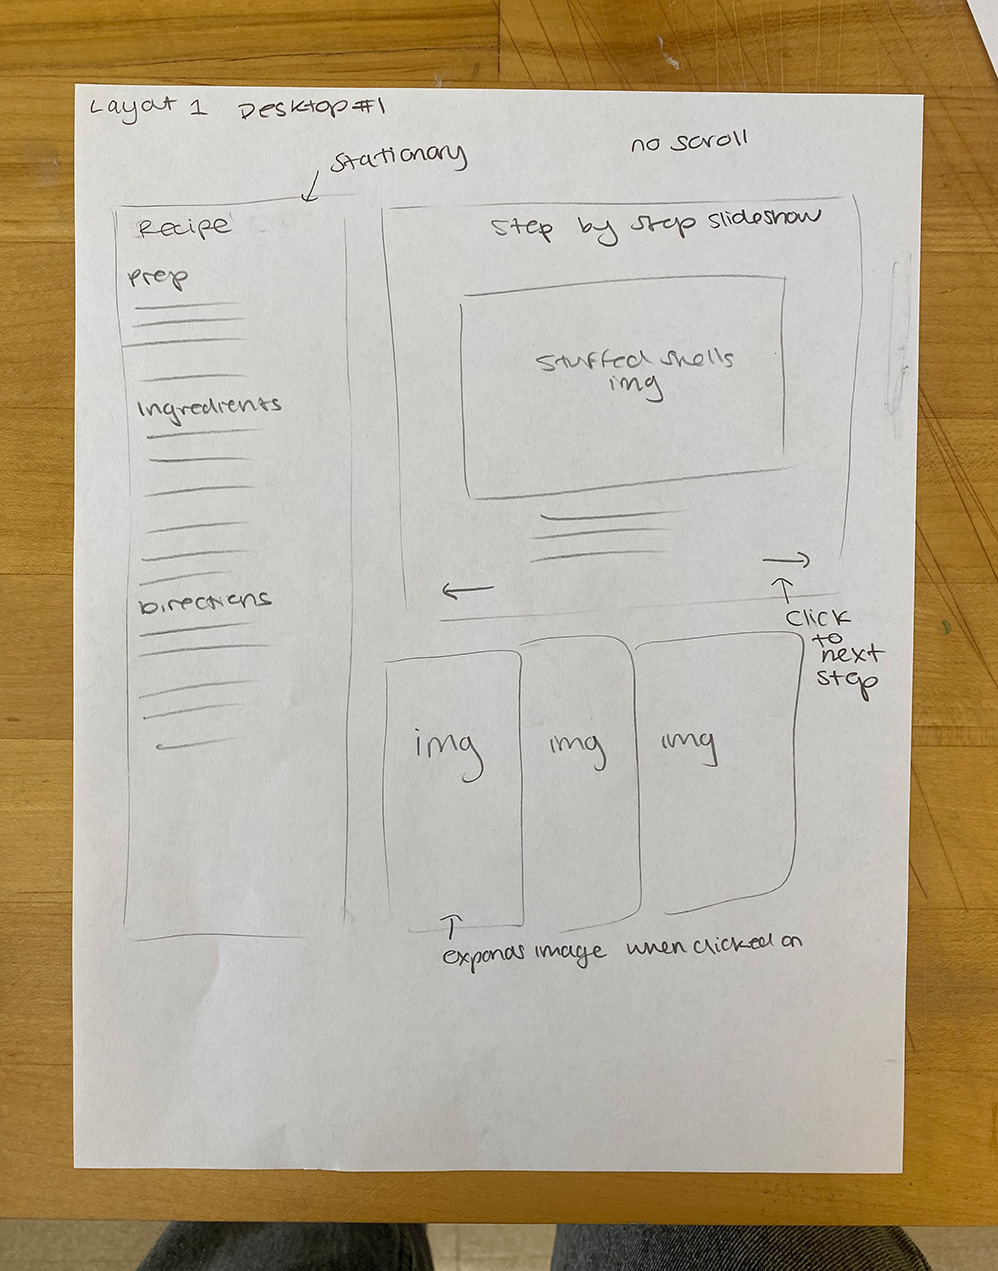 Layout 1 Desktop #1
stationary
no scroll
Recipe
Prep
Ingredients
Directions
Step by step slideshow
Stuffed shells
img
click
to
next
step
img
img
img
expands image when clicked on